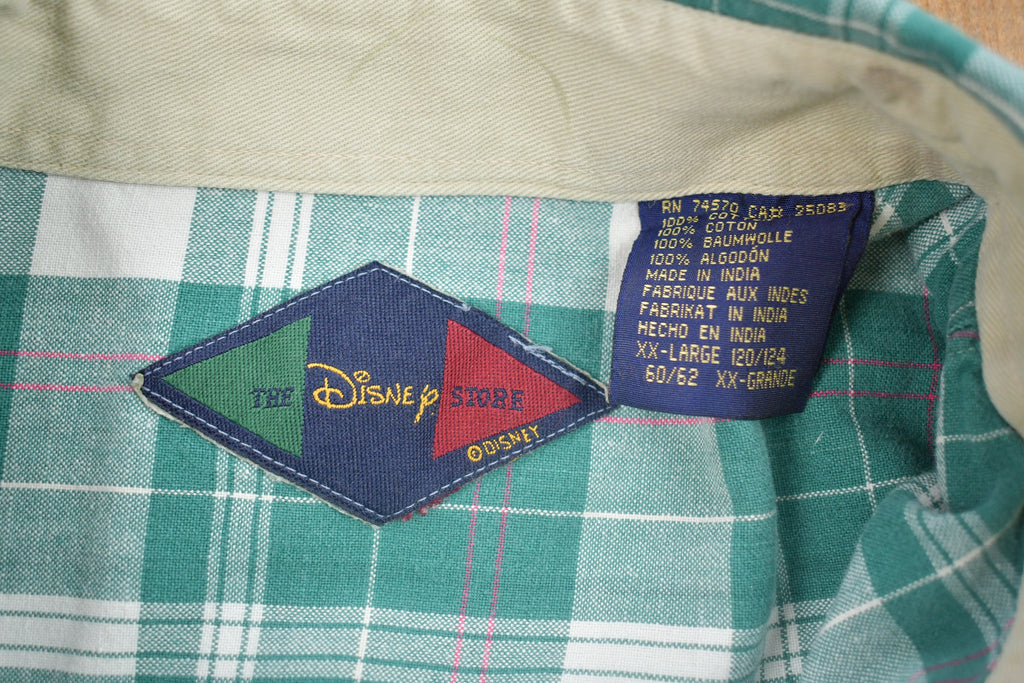 THE DISNEY STORE
© DISNEY
RN 74570 CA# 25083
100% COTTON
100% COTON
100% BAUMWOLLE
100% ALGODÓN
MADE IN INDIA
FABRIQUE AUX INDES
FABRIKAT IN INDIA
HECHO EN INDIA
XX-LARGE 120/124
60/62 XX-GRANDE